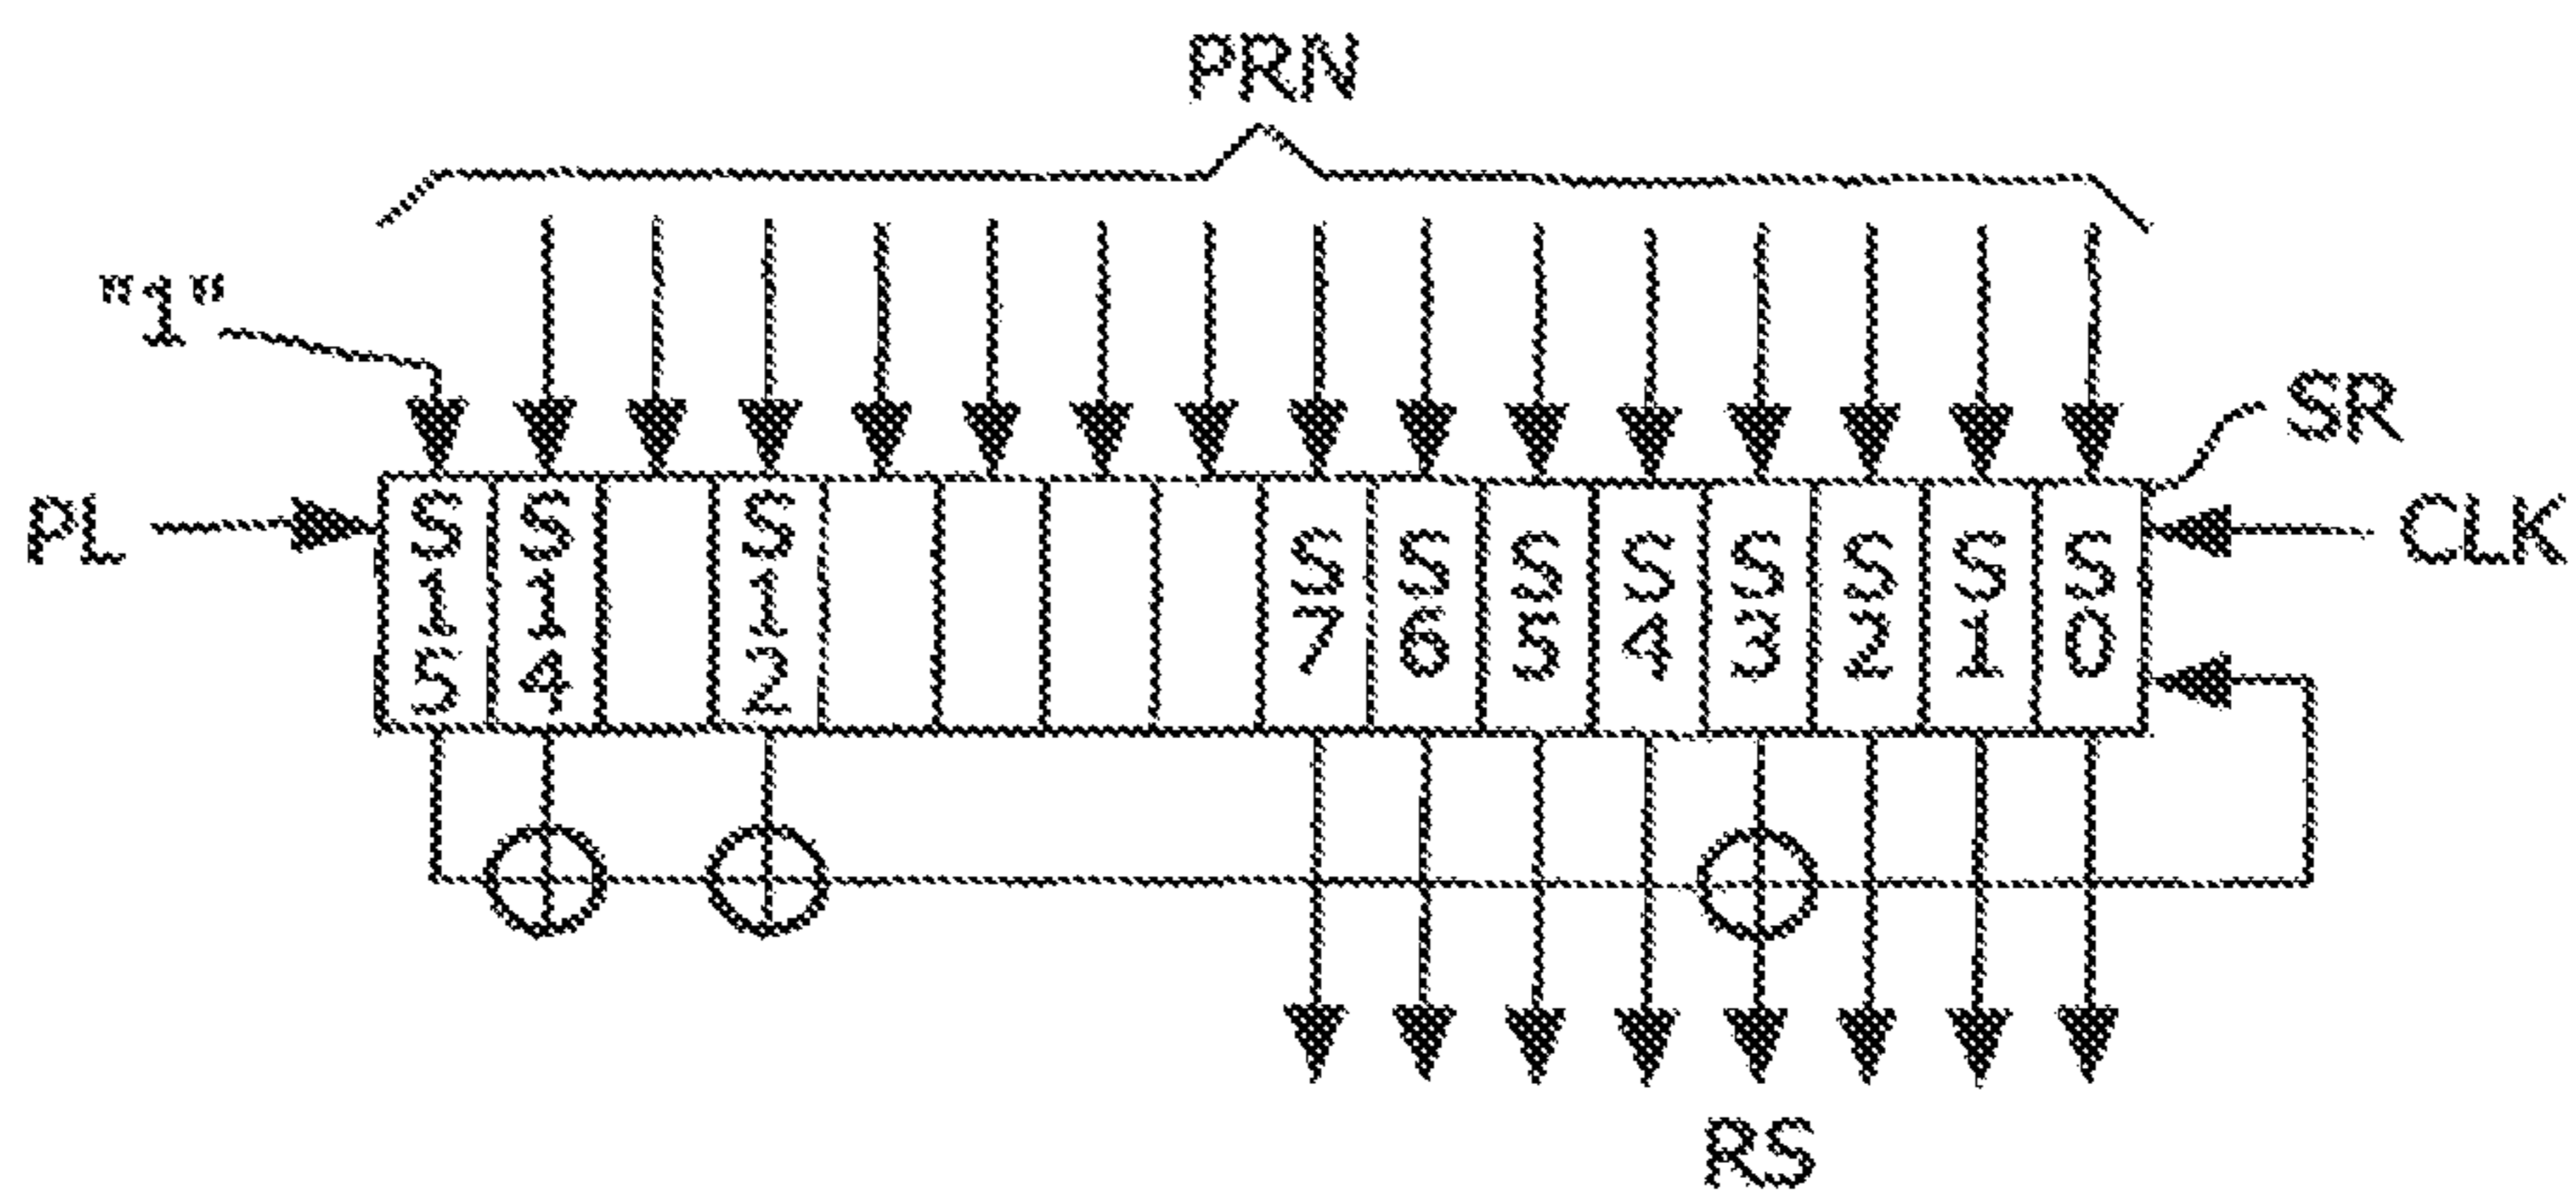 PRN
"1"
SR
PL
S15 S14 S12 S7 S6 S5 S4 S3 S2 S1 S0
CLK
RS